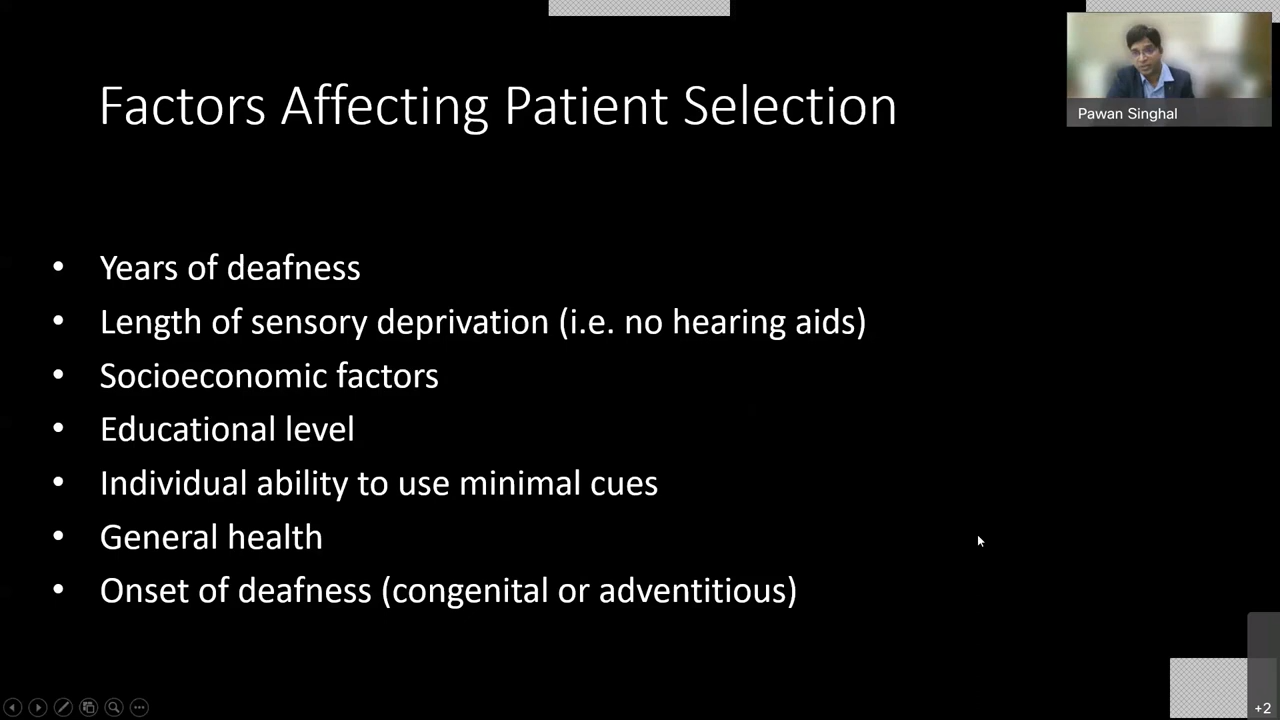 Factors Affecting Patient Selection
Pawan Singhal
• Years of deafness
• Length of sensory deprivation (i.e. no hearing aids)
• Socioeconomic factors
• Educational level
• Individual ability to use minimal cues
• General health
• Onset of deafness (congenital or adventitious)
+2